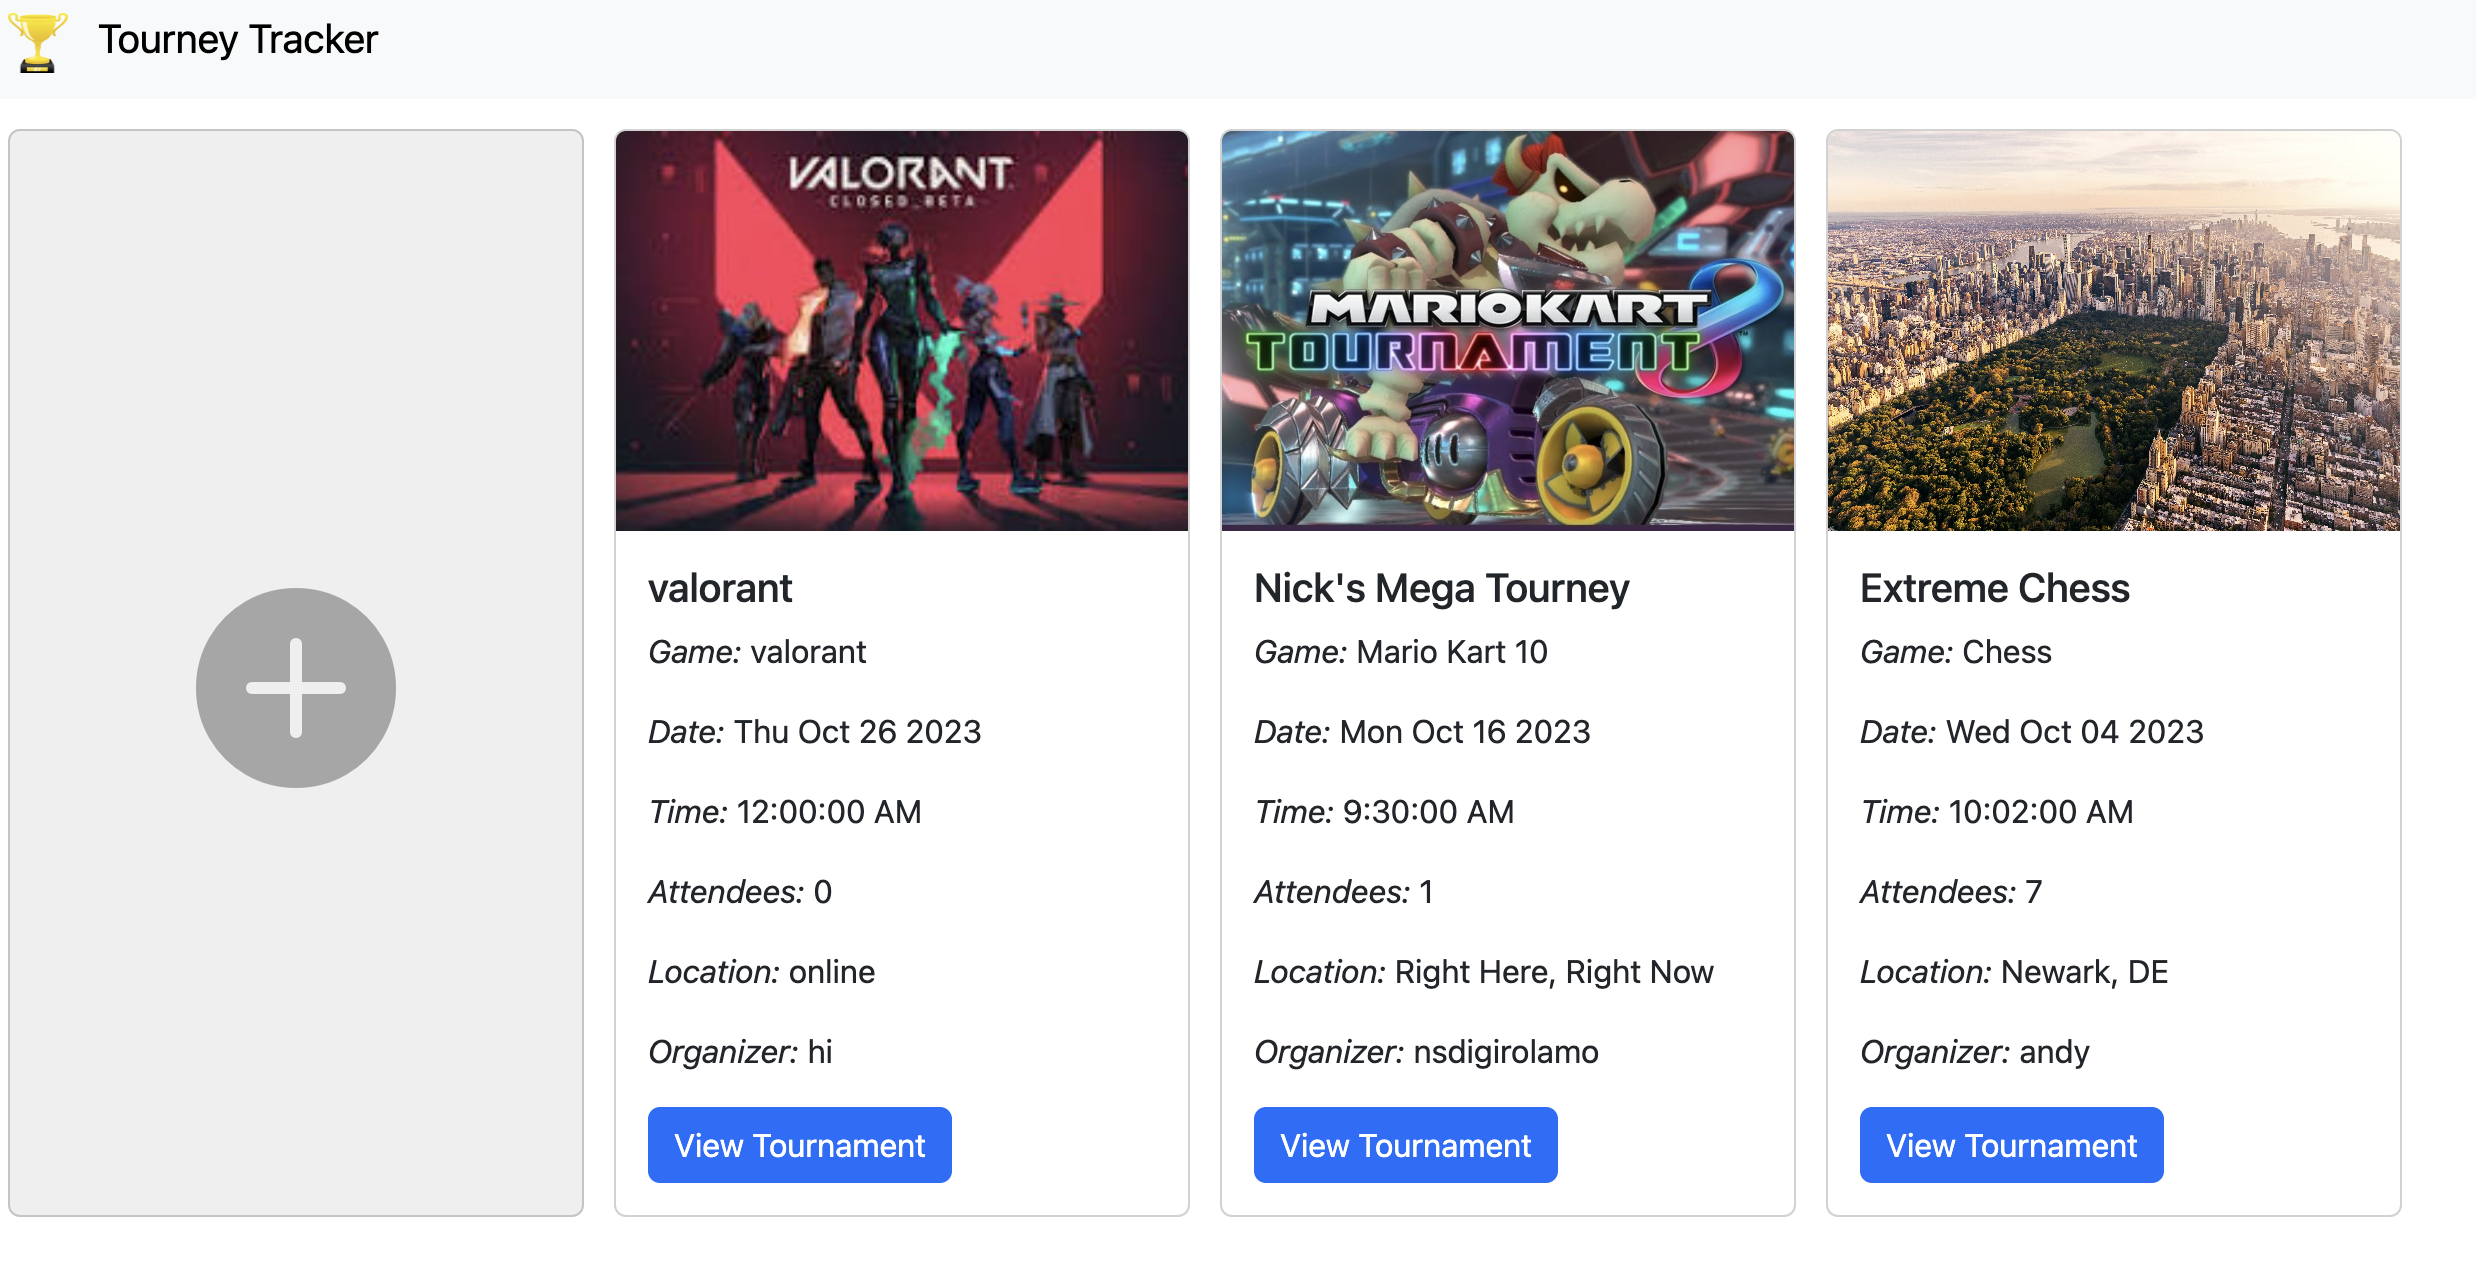 Tourney Tracker
VALORANT
CLOSED_BETA
valorant
Game: valorant
Date: Thu Oct 26 2023
Time: 12:00:00 AM
Attendees: 0
Location: online
Organizer: hi
View Tournament
MARIOKART 8
TOURNAMENT
Nick's Mega Tourney
Game: Mario Kart 10
Date: Mon Oct 16 2023
Time: 9:30:00 AM
Attendees: 1
Location: Right Here, Right Now
Organizer: nsdigirolamo
View Tournament
Extreme Chess
Game: Chess
Date: Wed Oct 04 2023
Time: 10:02:00 AM
Attendees: 7
Location: Newark, DE
Organizer: andy
View Tournament